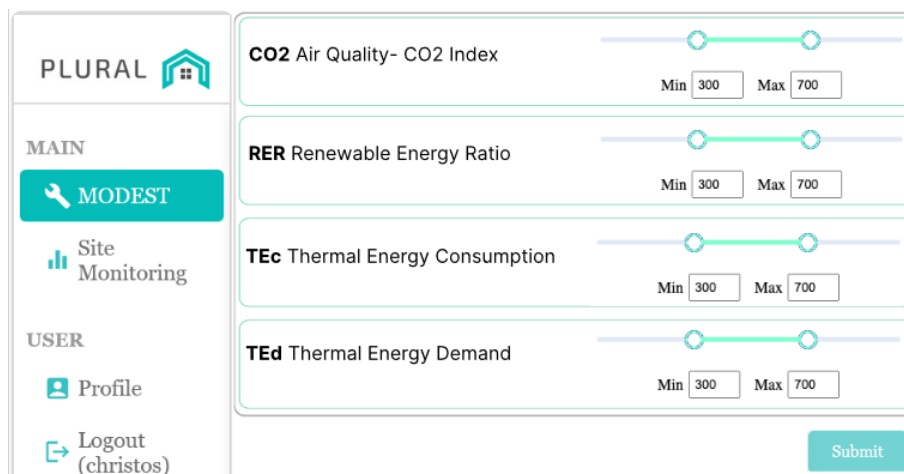 PLURAL
MAIN
MODEST
Site
Monitoring
USER
Profile
Logout
(christos)
CO2 Air Quality- CO2 Index
Min 300 Max 700
RER Renewable Energy Ratio
Min 300 Max 700
TEc Thermal Energy Consumption
Min 300 Max 700
TEd Thermal Energy Demand
Min 300 Max 700
Submit